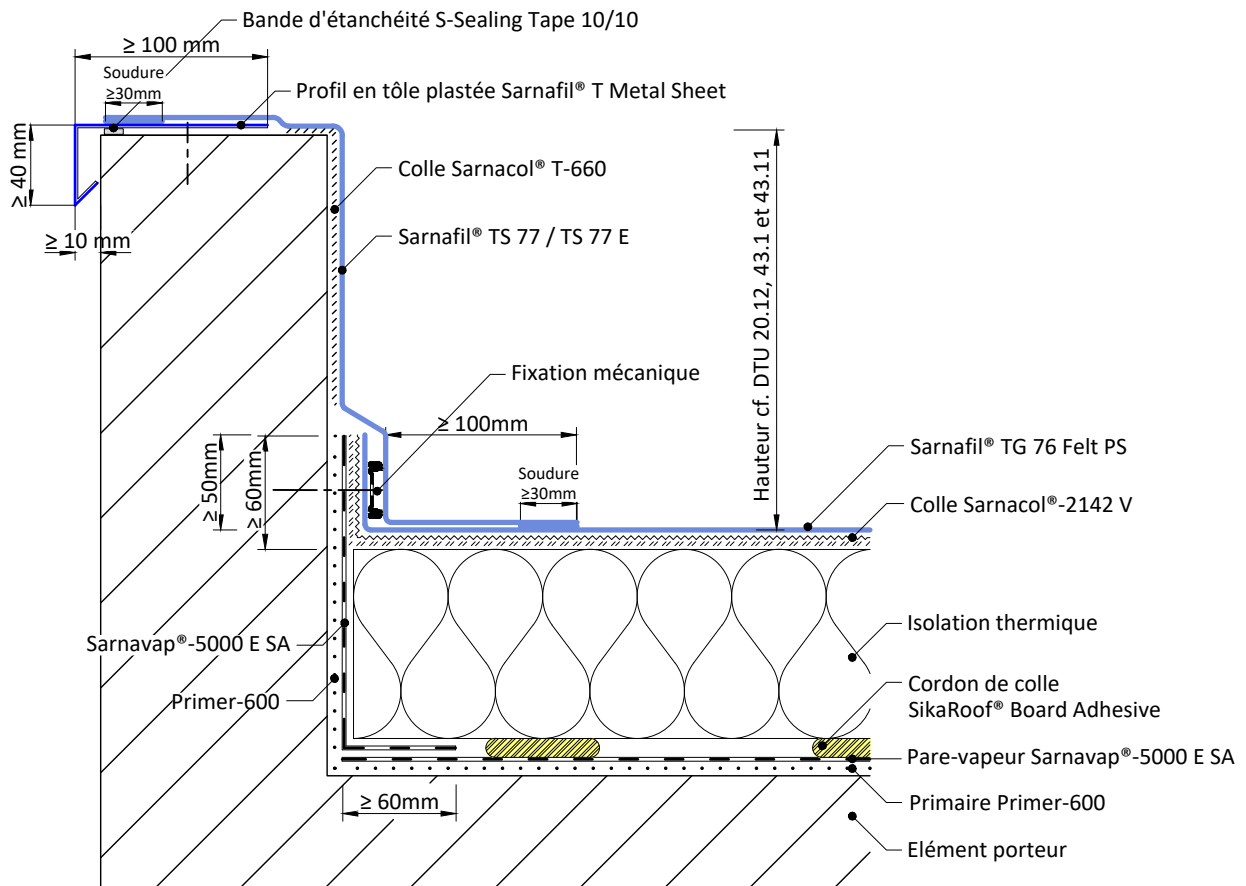 Bande d'étanchéité S-Sealing Tape 10/10
≥ 100 mm
Soudure
≥30mm
Profil en tôle plastée Sarnafil® T Metal Sheet
≥ 40 mm
≥ 10 mm
Colle Sarnacol® T-660
Sarnafil® TS 77 / TS 77 E
Hauteur cf. DTU 20.12, 43.1 et 43.11
Fixation mécanique
≥ 100mm
Soudure
≥30mm
≥ 50mm
≥ 60mm
Sarnafil® TG 76 Felt PS
Colle Sarnacol®-2142 V
Sarnavap®-5000 E SA
Isolation thermique
Primer-600
Cordon de colle
SikaRoof® Board Adhesive
Pare-vapeur Sarnavap®-5000 E SA
≥ 60mm
Primaire Primer-600
Elément porteur